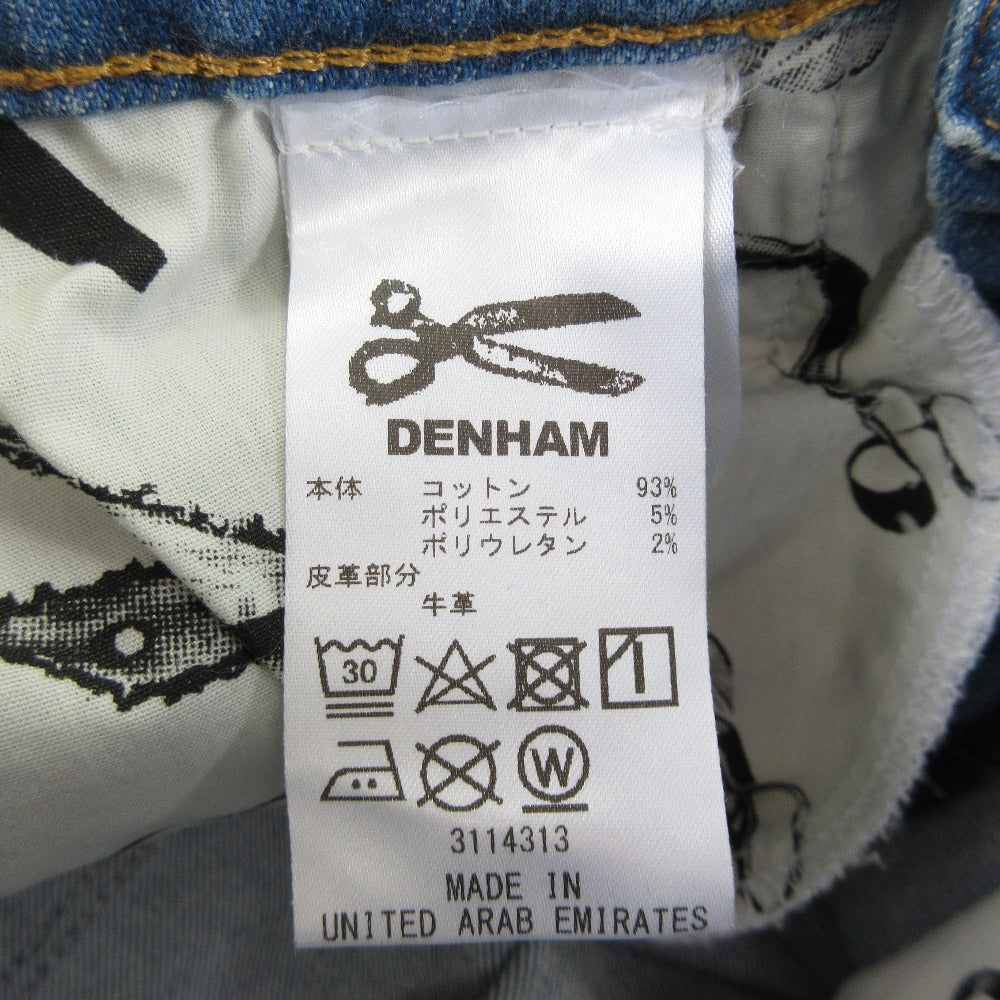 DENHAM
本体 コットン 93%
ポリエステル 5%
ポリウレタン 2%
皮革部分
牛革
30
W
3114313
MADE IN
UNITED ARAB EMIRATES